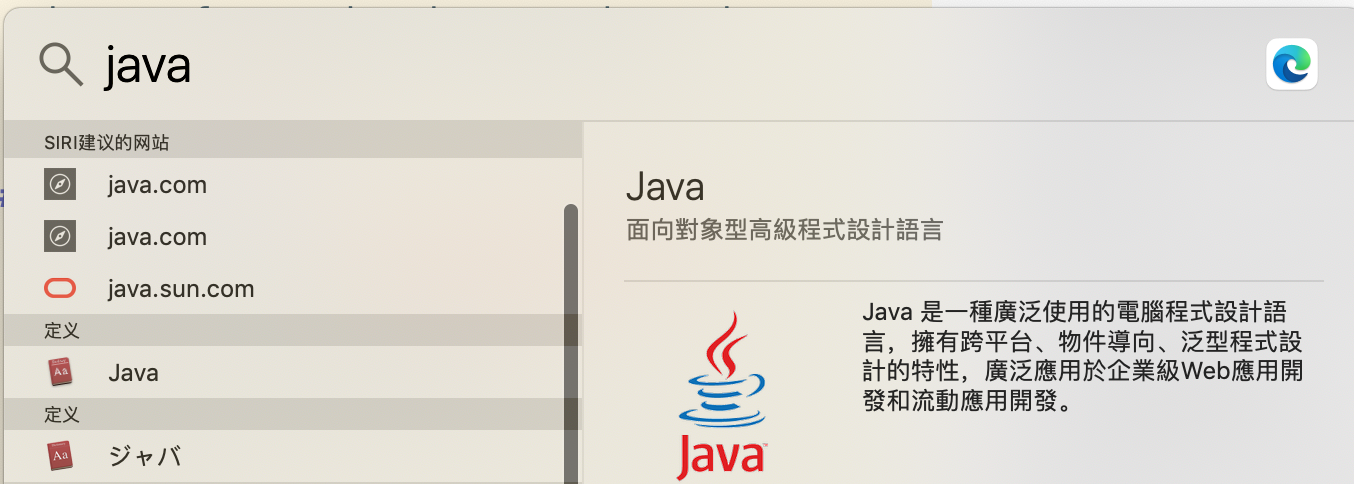 java
SIRI建议的网站
java.com
java.com
java.sun.com
定义
Java
定义
ジャバ
Java
面向對象型高級程式設計語言
Java 是一種廣泛使用的電腦程式設計語
言，擁有跨平台、物件導向、泛型程式設
計的特性，廣泛應用於企業級Web應用開
發和流動應用開發。
Java